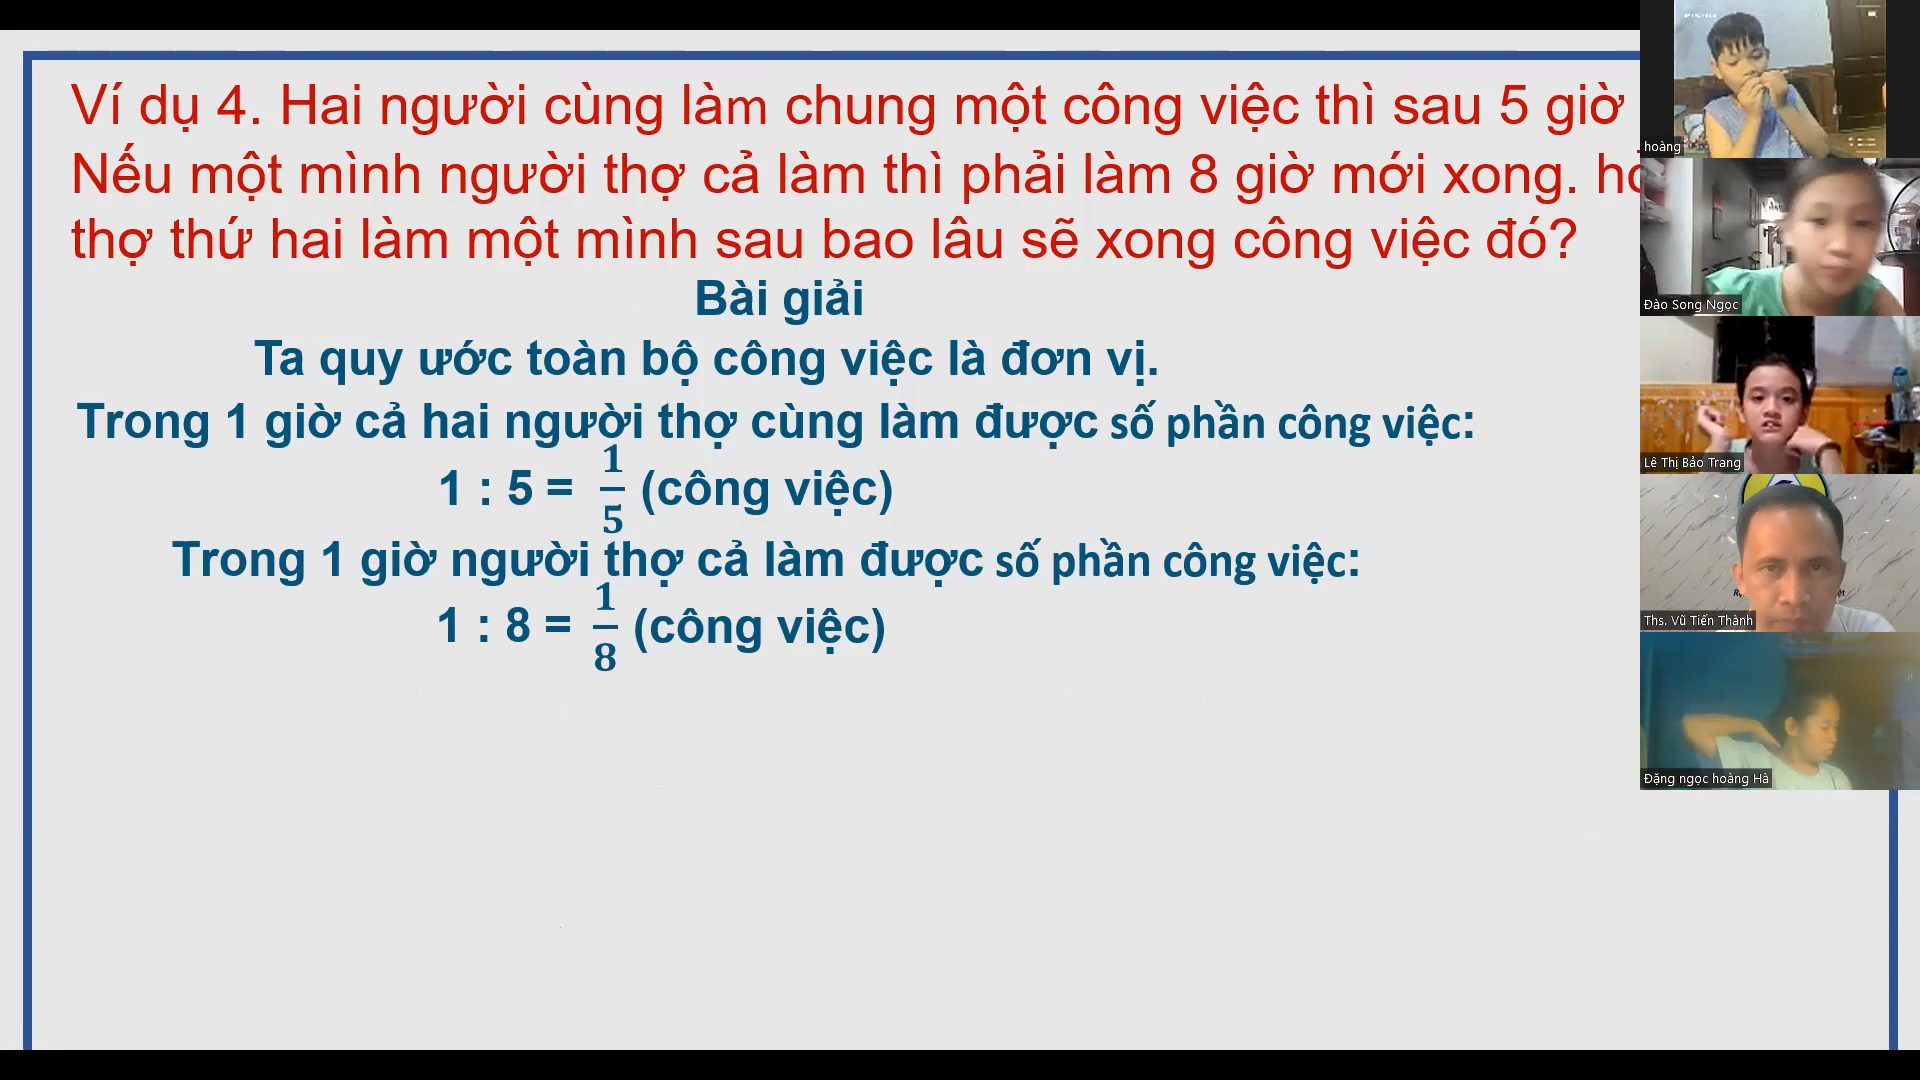 Ví dụ 4. Hai người cùng làm chung một công việc thì sau 5 giờ
Nếu một mình người thợ cả làm thì phải làm 8 giờ mới xong.
thợ thứ hai làm một mình sau bao lâu sẽ xong công việc đó?
Bài giải
Ta quy ước toàn bộ công việc là đơn vị.
Trong 1 giờ cả hai người thợ cùng làm được số phần công việc:
1 : 5 = 1/5 (công việc)
Trong 1 giờ người thợ cả làm được số phần công việc:
1 : 8 = 1/8 (công việc)
hoàng
Đào Song Ngọc
Lê Thị Bảo Trang
Ths. Vũ Tiến Thành
Đặng ngọc hoàng Hà